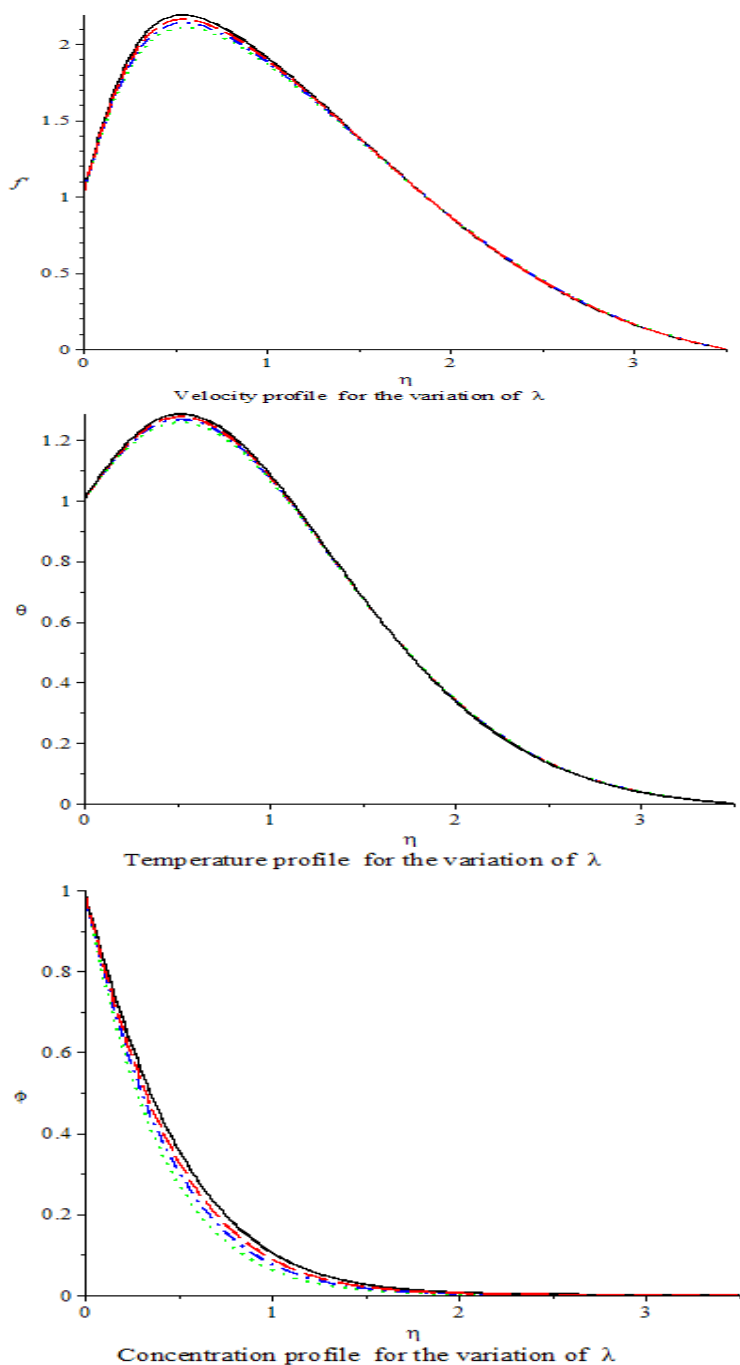 2
1.5
f'
1
0.5
0
0 1 2 3
η
Velocity profile for the variation of λ
1.2
1
0.8
0.6
Θ
0.4
0.2
0
0 1 2 3
η
Temperature profile for the variation of λ
1
0.8
0.6
Φ
0.4
0.2
0
0 1 2 3
η
Concentration profile for the variation of λ